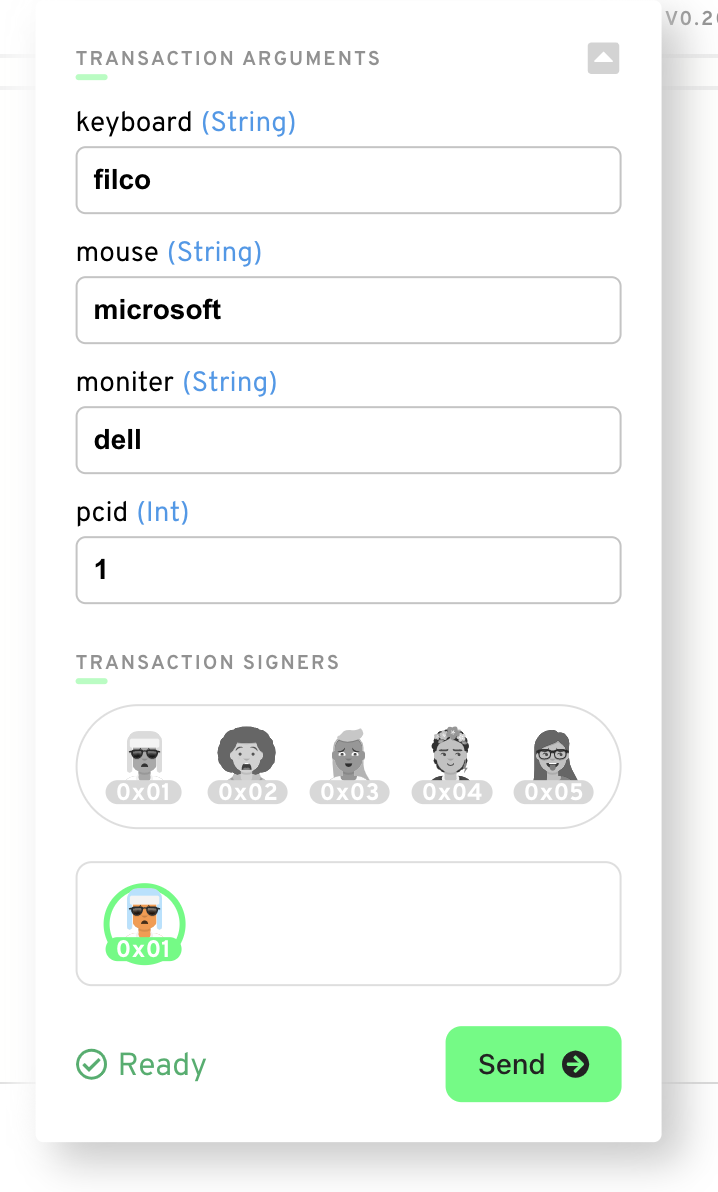 V0.2
TRANSACTION ARGUMENTS
keyboard (String)
filco
mouse (String)
microsoft
moniter (String)
dell
pcid (Int)
1
TRANSACTION SIGNERS
0x01 0x02 0x03 0x04 0x05
0x01
Ready
Send